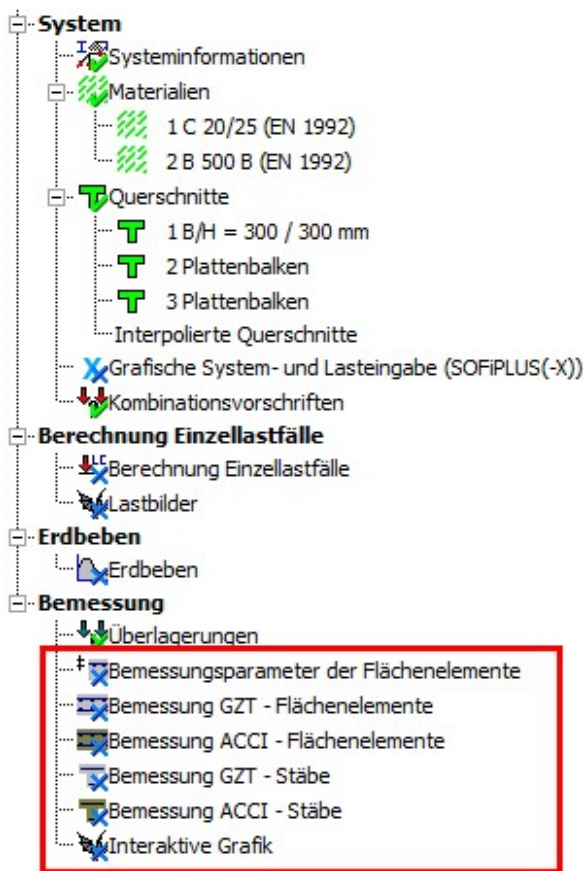 System
Systeminformationen
Materialien
1 C 20/25 (EN 1992)
2 B 500 B (EN 1992)
Querschnitte
1 B/H = 300 / 300 mm
2 Plattenbalken
3 Plattenbalken
Interpolierte Querschnitte
Grafische System- und Lasteingabe (SOFiPLUS(-X))
Kombinationsvorschriften
Berechnung Einzellastfälle
Berechnung Einzellastfälle
Lastbilder
Erdbeben
Erdbeben
Bemessung
Überlagerungen
Bemessungsparameter der Flächenelemente
Bemessung GZT - Flächenelemente
Bemessung ACCI - Flächenelemente
Bemessung GZT - Stäbe
Bemessung ACCI - Stäbe
Interaktive Grafik